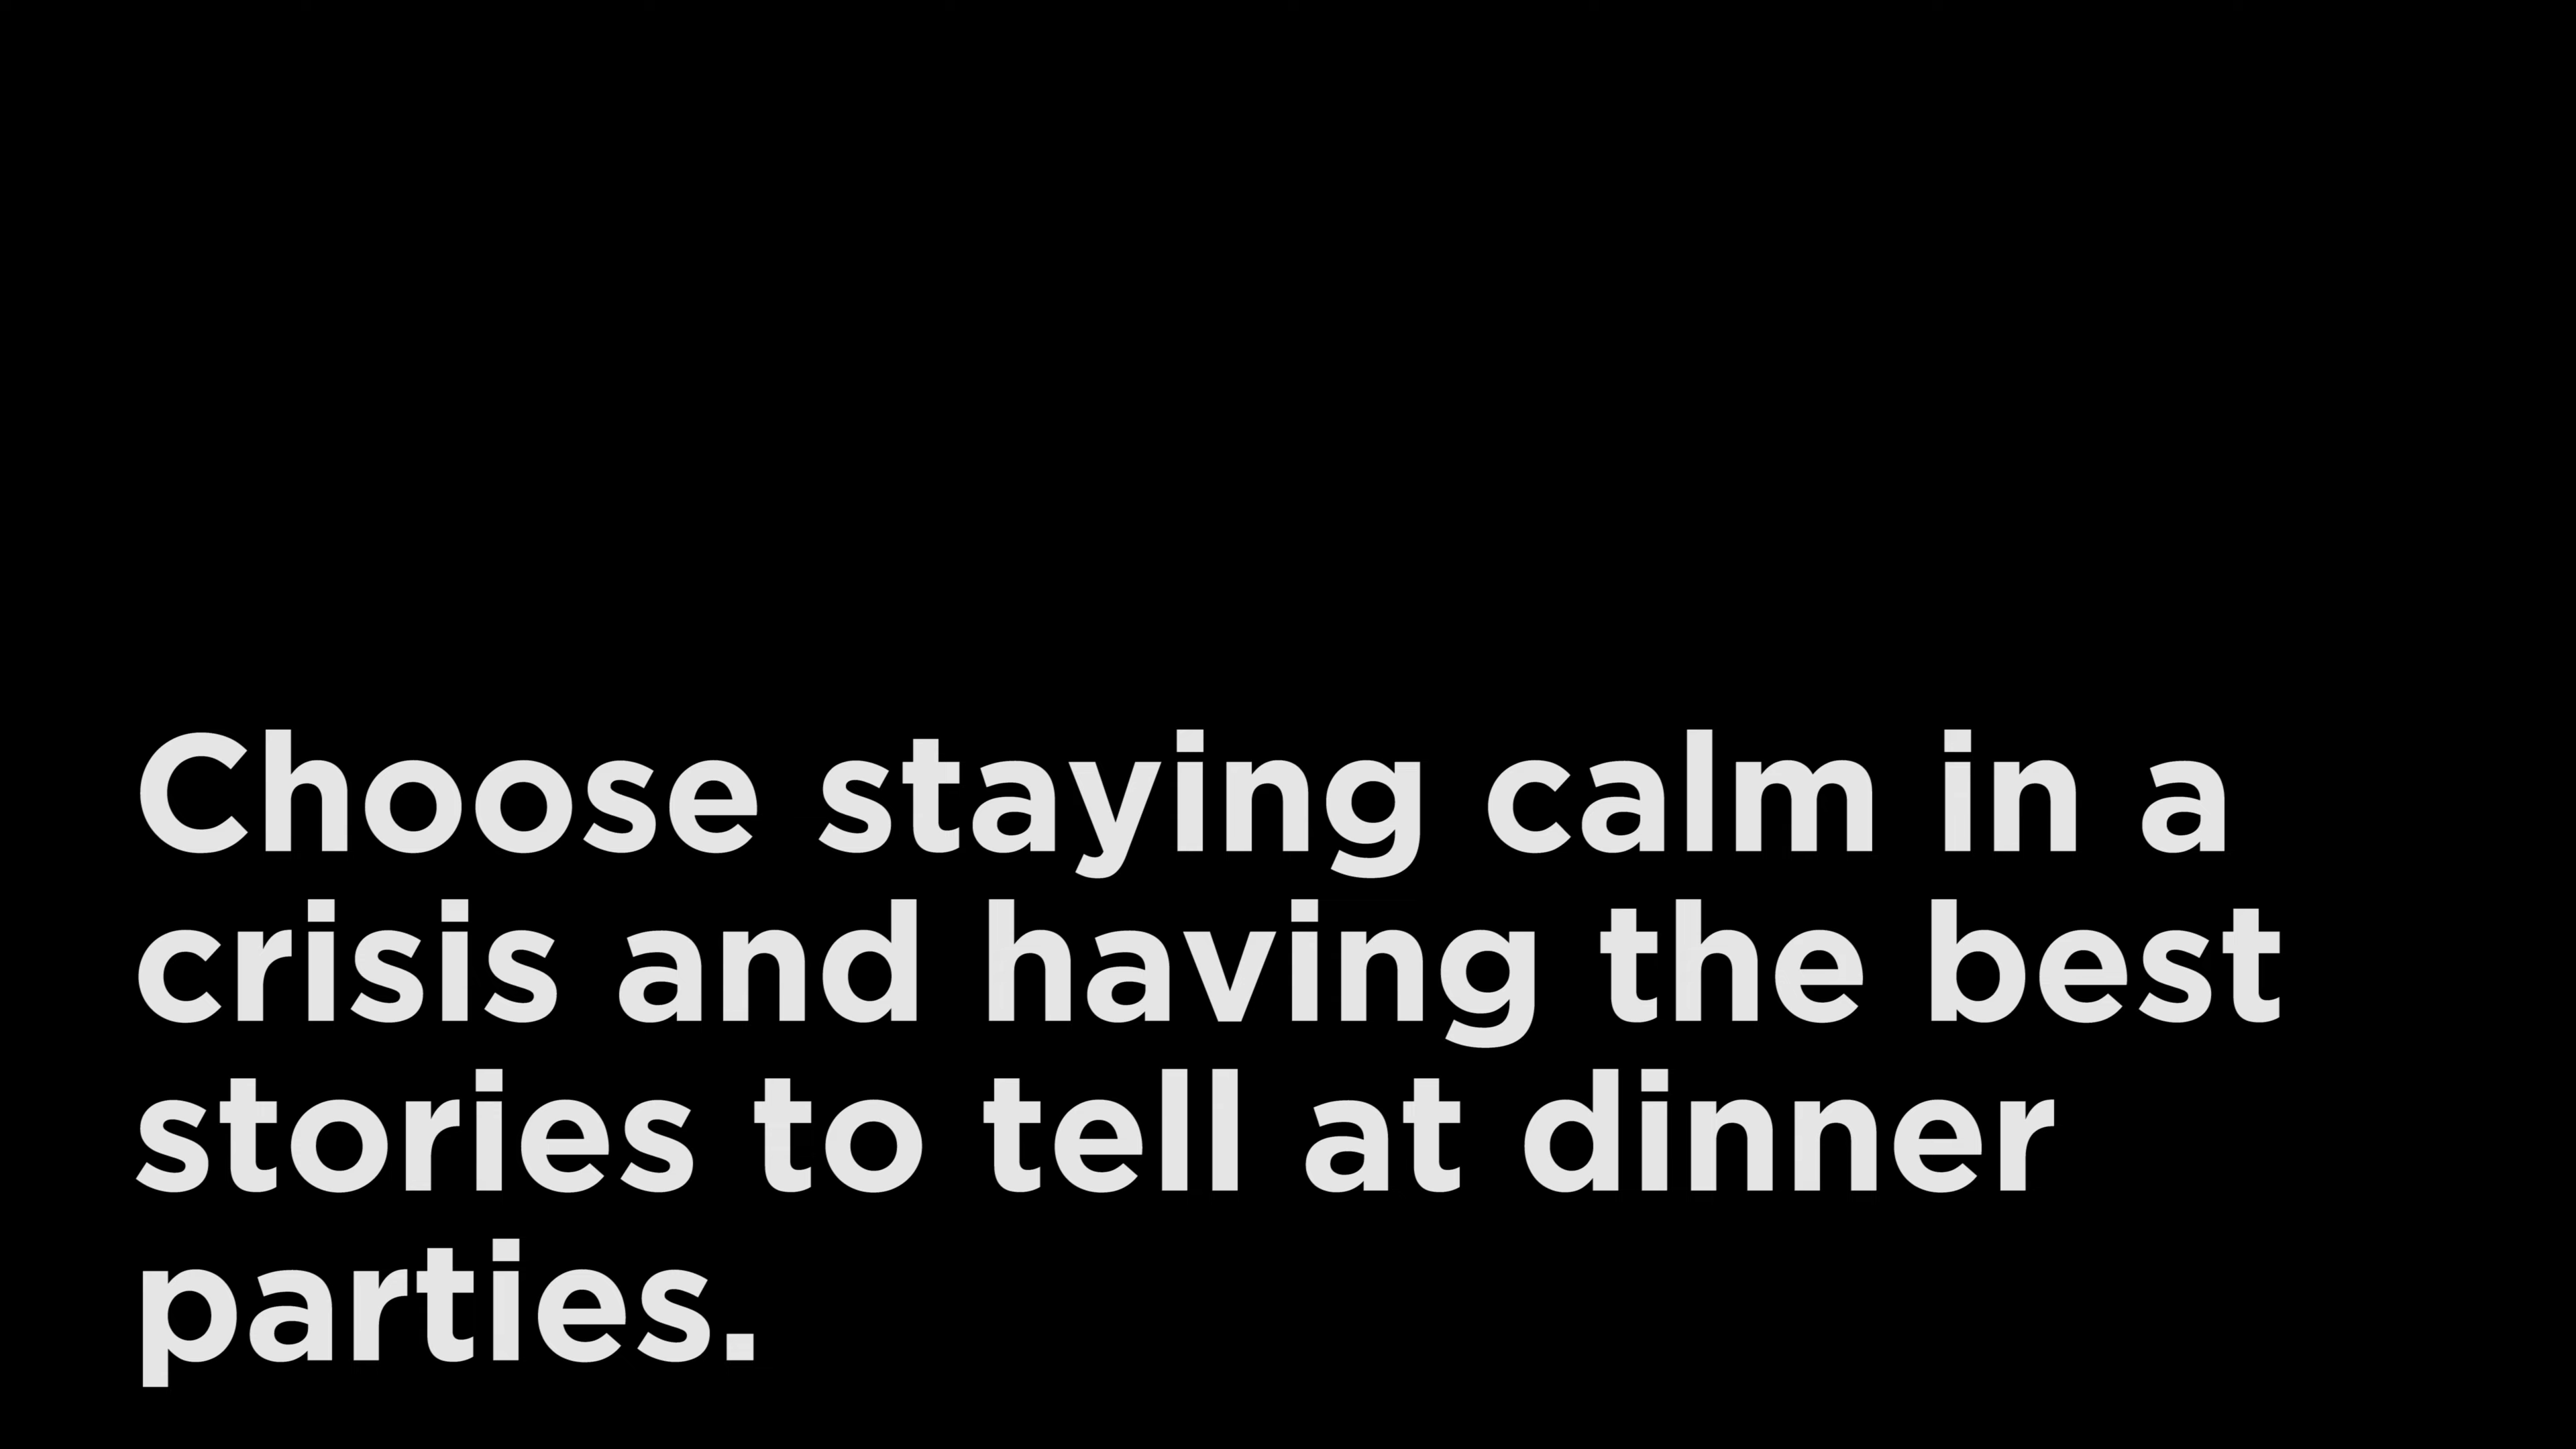 Choose staying calm in a
crisis and having the best
stories to tell at dinner
parties.